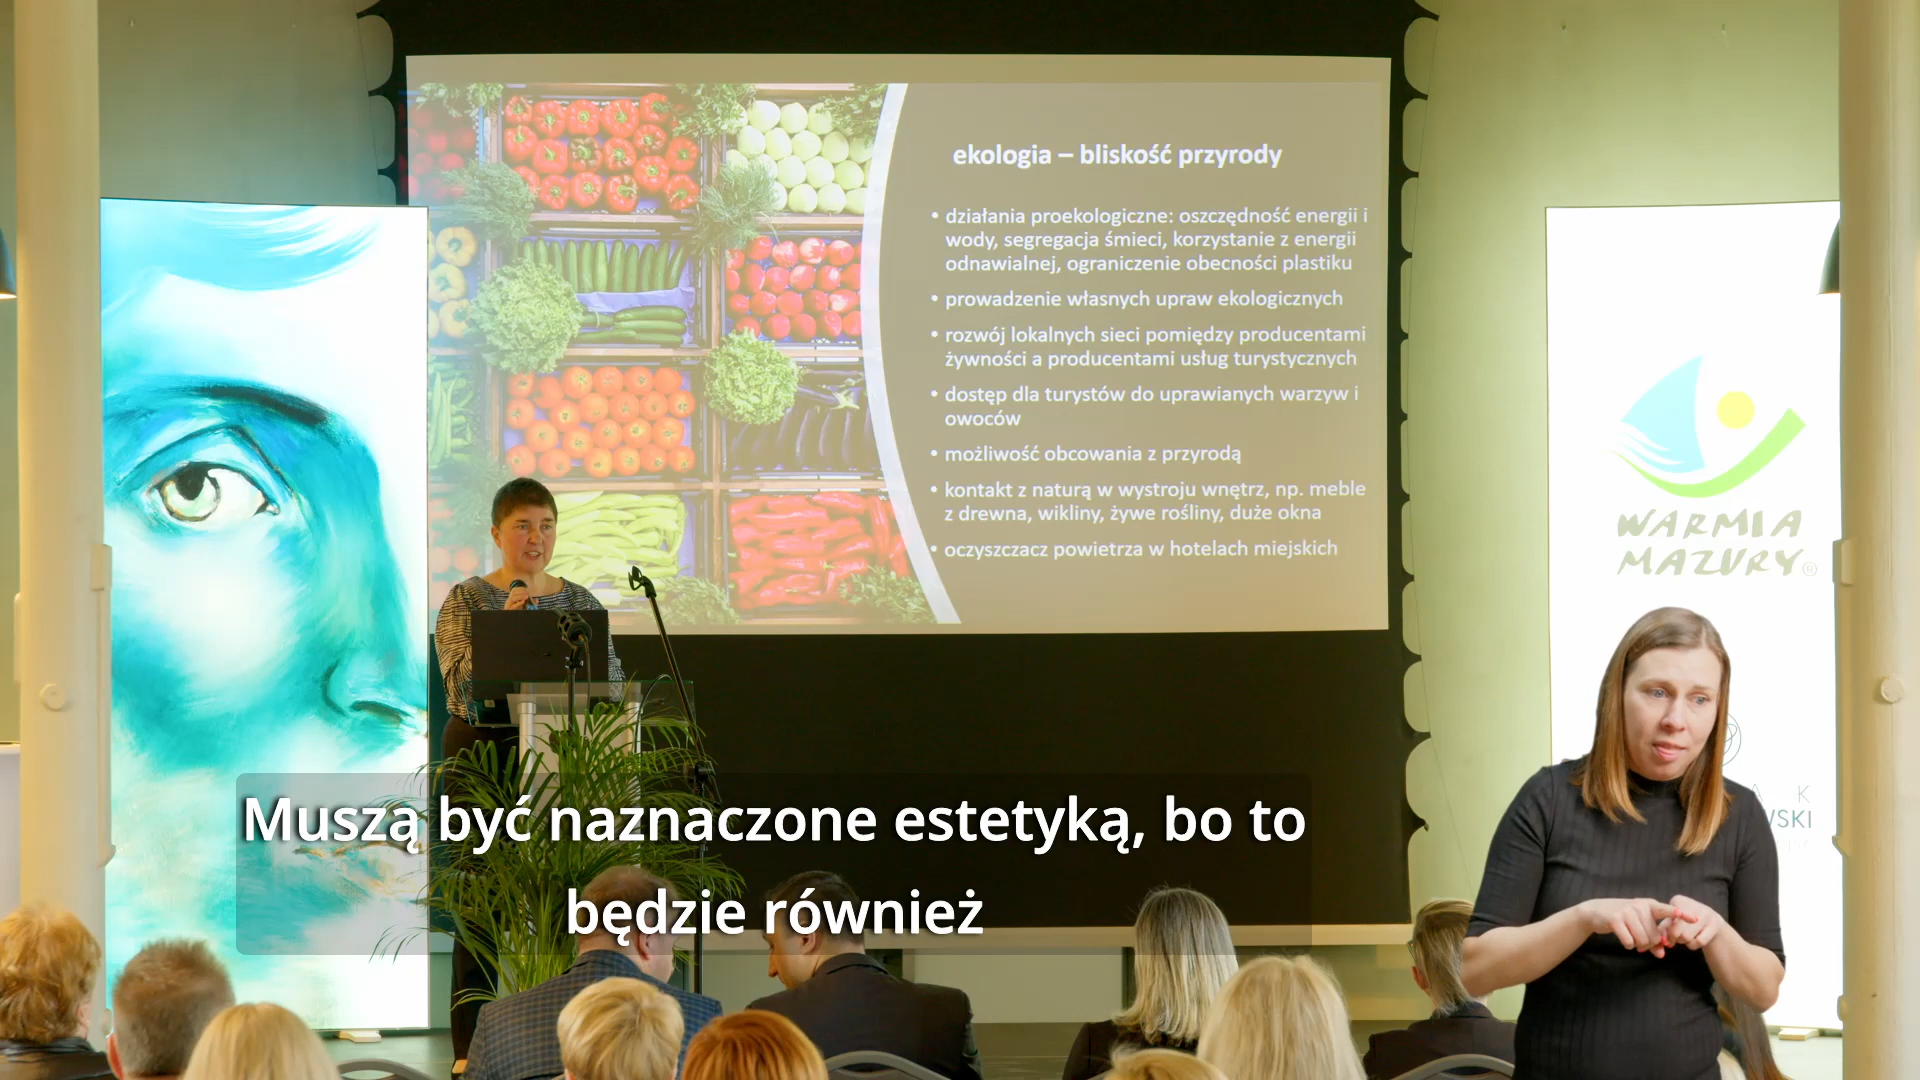 ekologia – bliskość przyrody
• działania proekologiczne: oszczędność energii i
wody, segregacja śmieci, korzystanie z energii
odnawialnej, ograniczenie obecności plastiku
• prowadzenie własnych upraw ekologicznych
• rozwój lokalnych sieci pomiędzy producentami
żywności a producentami usług turystycznych
• dostęp dla turystów do uprawianych warzyw i
owoców
• możliwość obcowania z przyrodą
• kontakt z naturą w wystroju wnętrz, np. meble
z drewna, wikliny, żywe rośliny, duże okna
• oczyszczacz powietrza w hotelach miejskich
WARMIA
MAZURY®
A K
WSKI
Muszą być naznaczone estetyką, bo to
będzie również